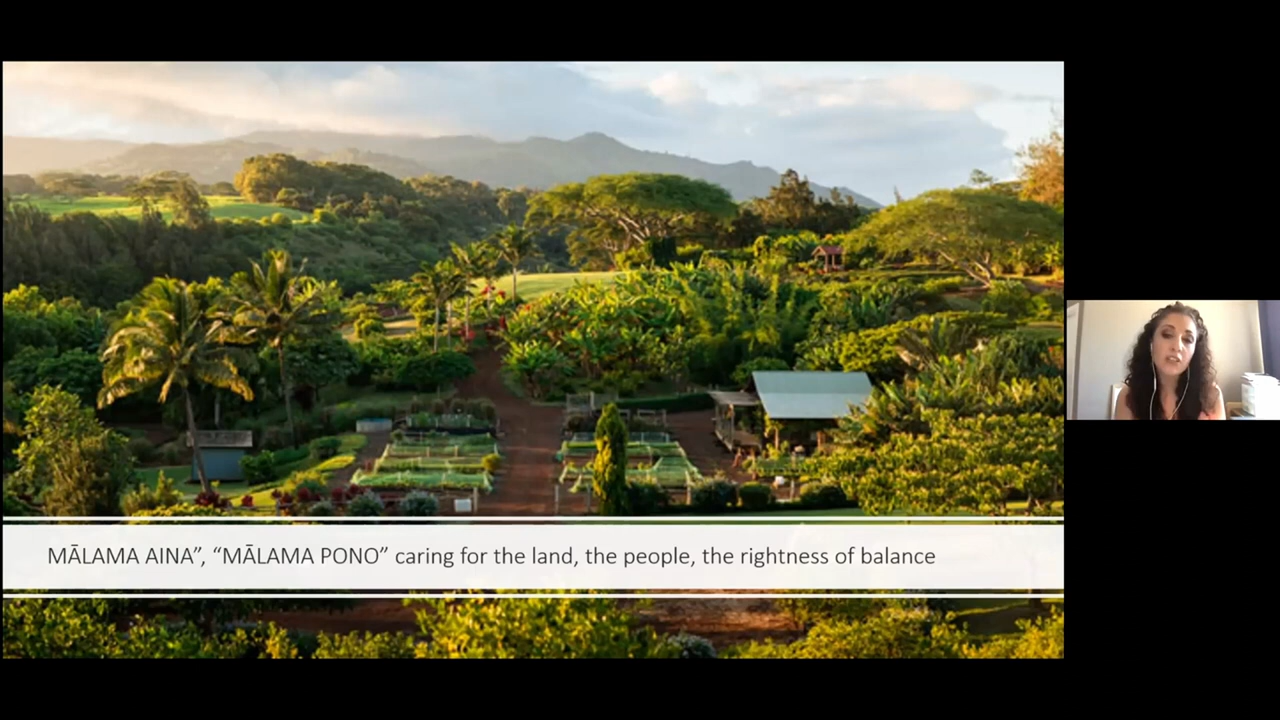 MĀLAMA AINA”, “MĀLAMA PONO” caring for the land, the people, the rightness of balance